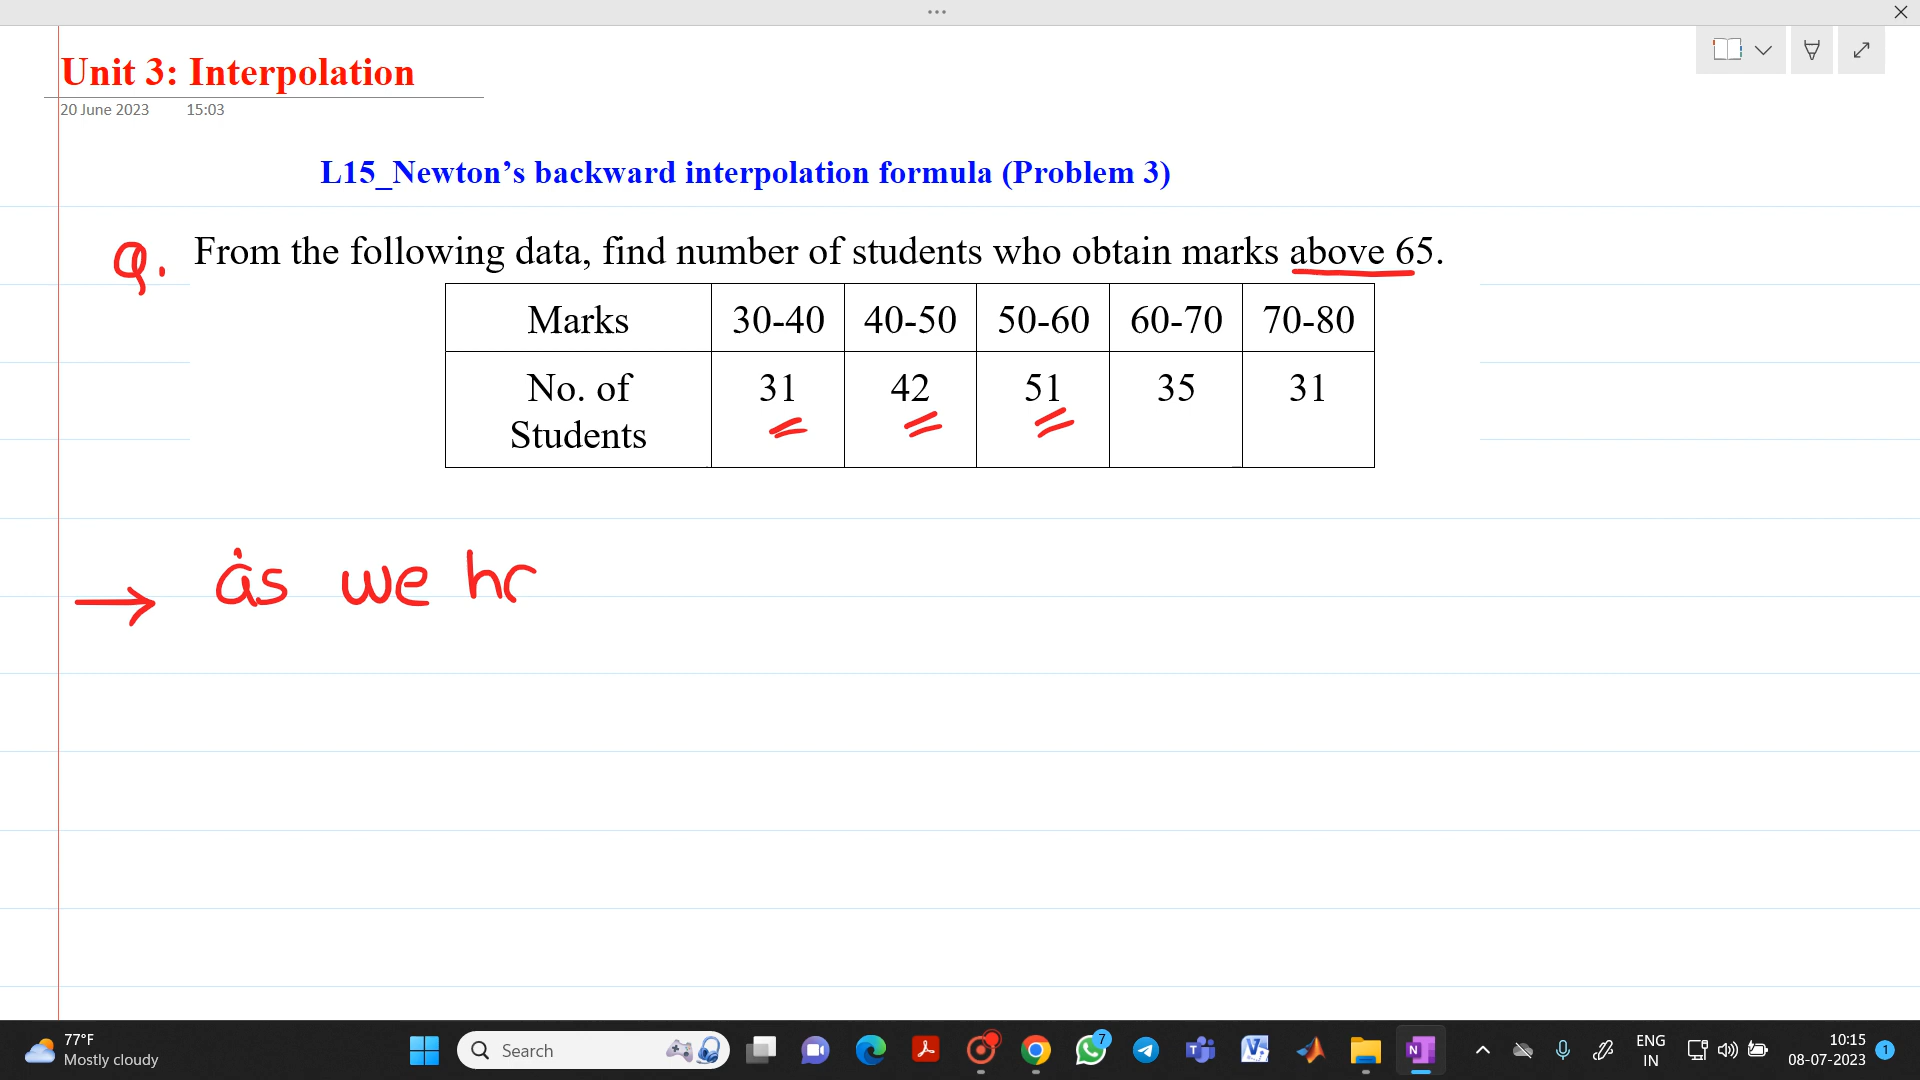 Unit 3: Interpolation
20 June 2023 15:03
L15_Newton’s backward interpolation formula (Problem 3)
Q. From the following data, find number of students who obtain marks above 65.
Marks 30-40 40-50 50-60 60-70 70-80
No. of Students 31 42 51 35 31
→ as we
77°F
Mostly cloudy
Search
7
ENG
IN
10:15
08-07-2023
1